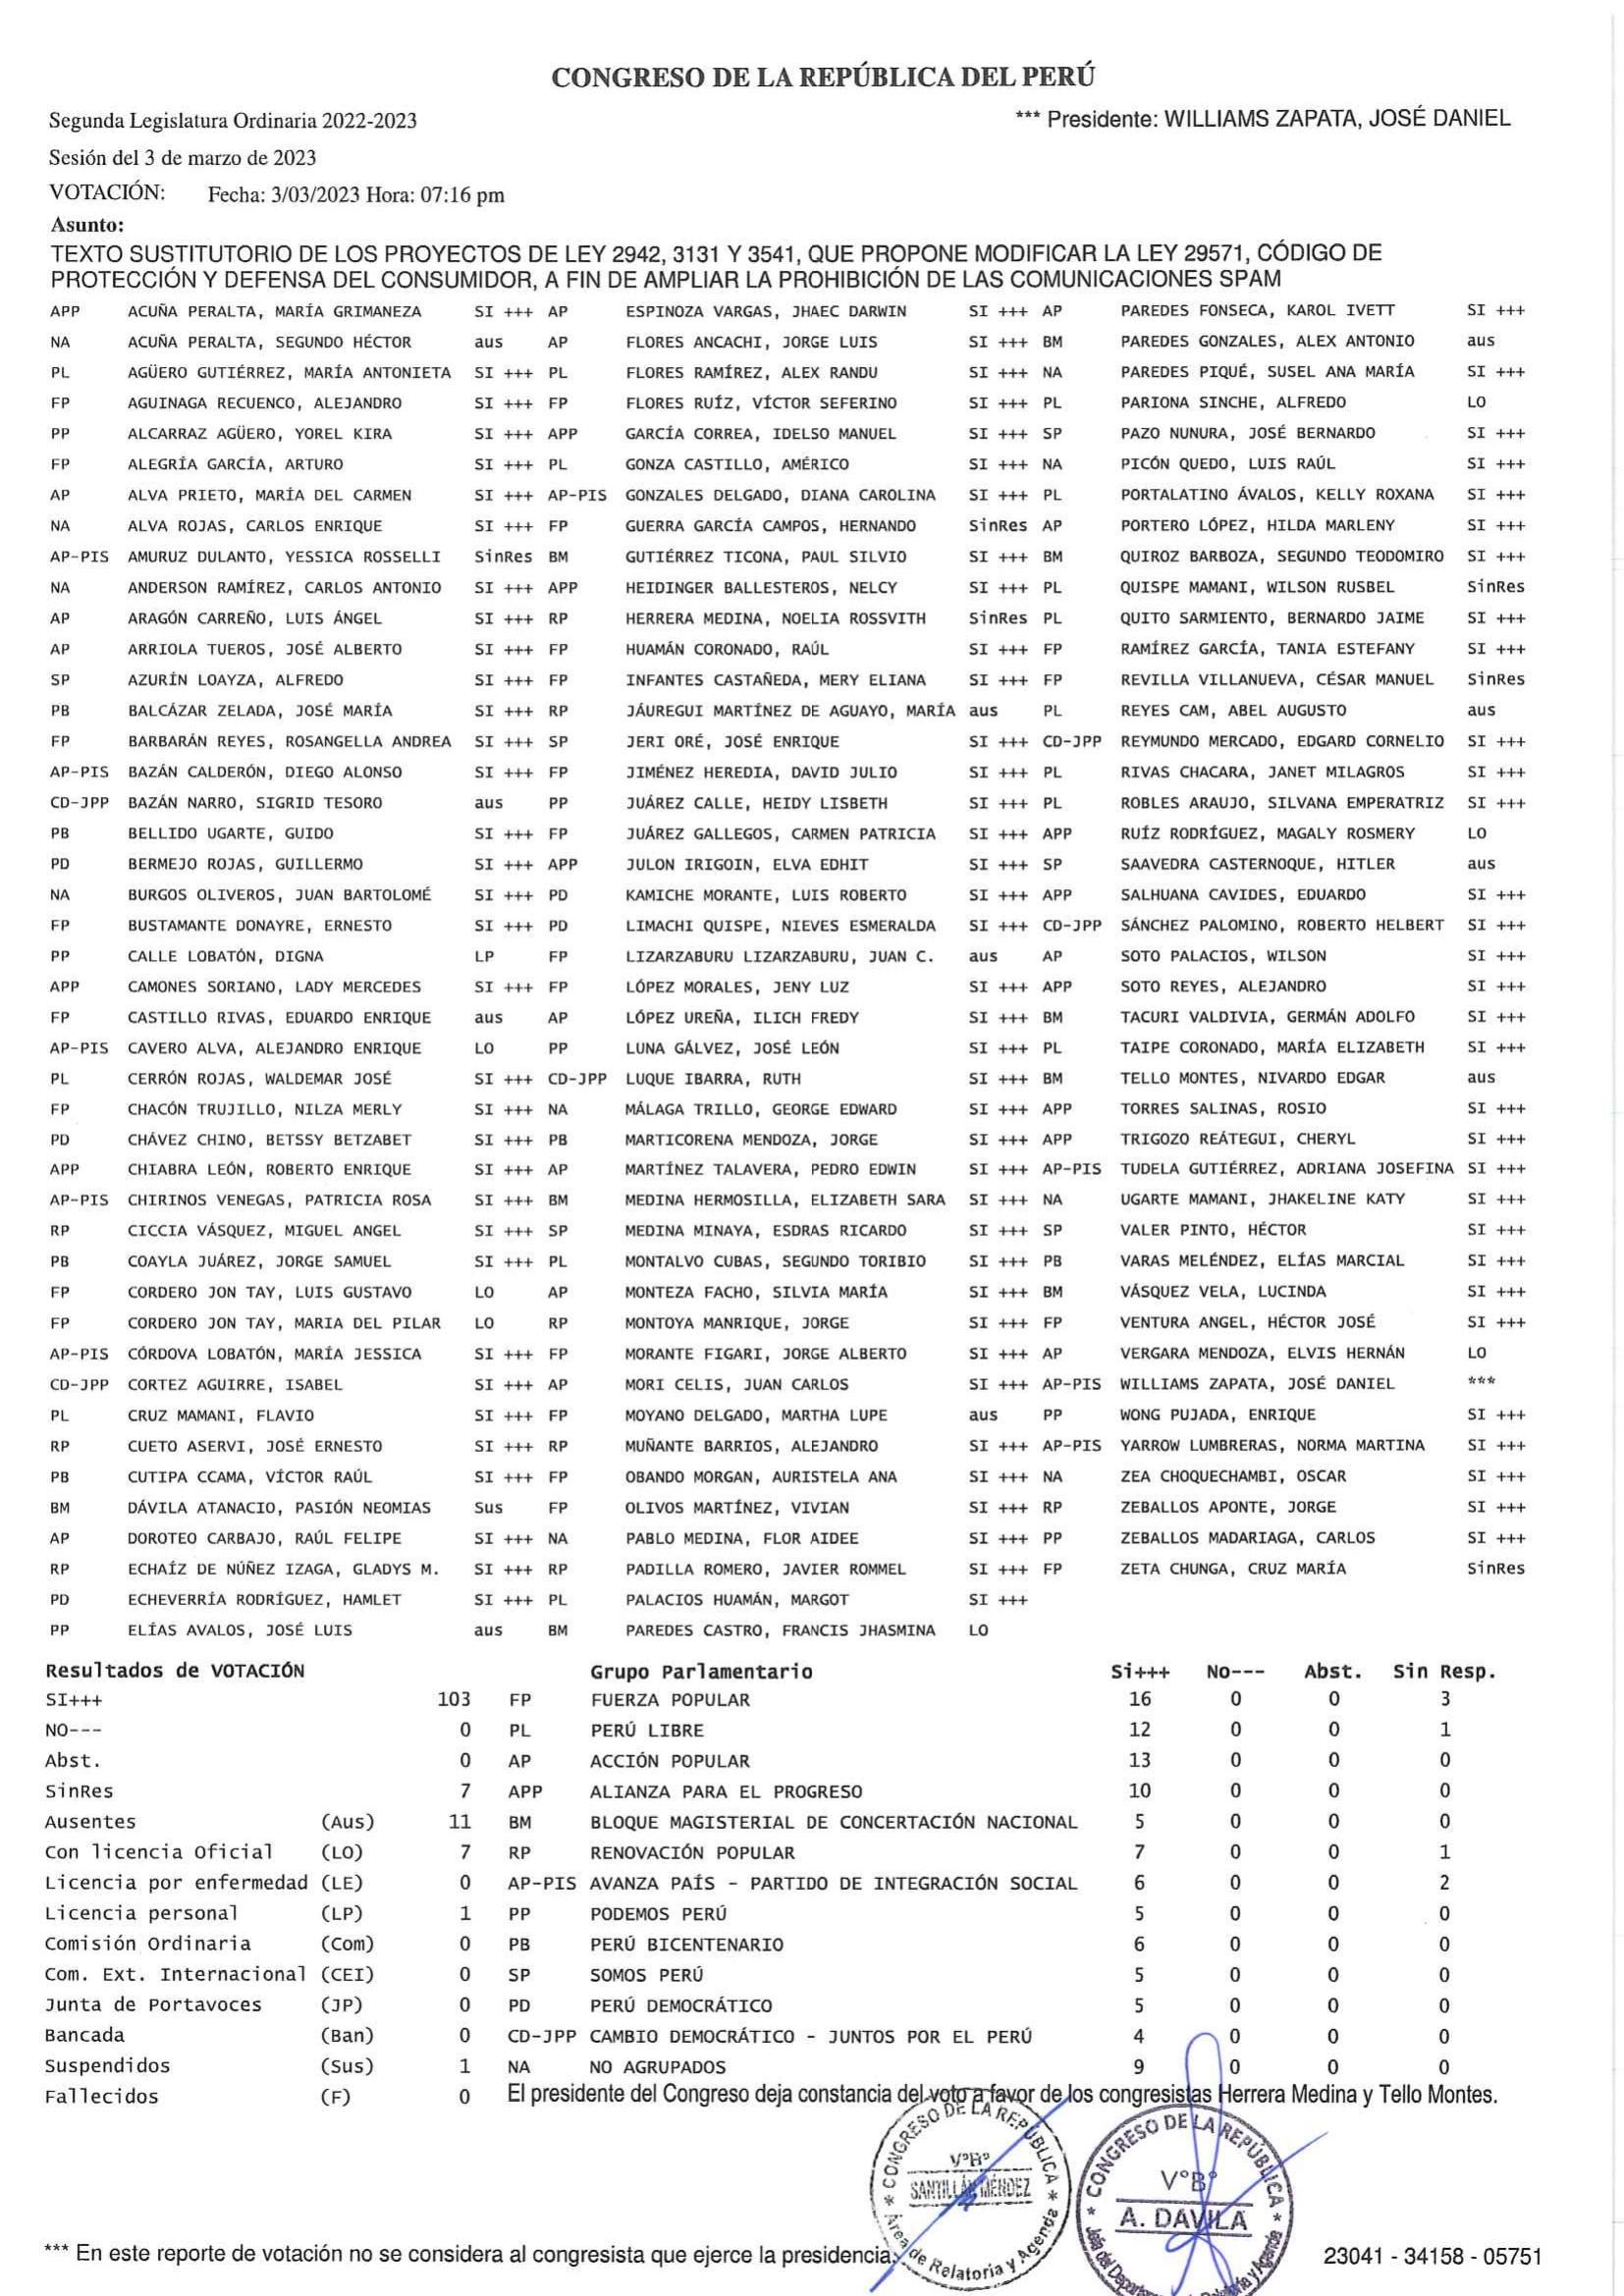 CONGRESO DE LA REPÚBLICA DEL PERÚ
Segunda Legislatura Ordinaria 2022-2023 *** Presidente: WILLIAMS ZAPATA, JOSÉ DANIEL
Sesión del 3 de marzo de 2023
VOTACIÓN: Fecha: 3/03/2023 Hora: 07:16 pm
Asunto:
TEXTO SUSTITUTORIO DE LOS PROYECTOS DE LEY 2942, 3131 Y 3541, QUE PROPONE MODIFICAR LA LEY 29571, CÓDIGO DE
PROTECCIÓN Y DEFENSA DEL CONSUMIDOR, A FIN DE AMPLIAR LA PROHIBICIÓN DE LAS COMUNICACIONES SPAM
APP ACUÑA PERALTA, MARÍA GRIMANEZA SI +++ AP ESPINOZA VARGAS, JHAEC DARWIN SI +++ AP PAREDES FONSECA, KAROL IVETT SI +++
NA ACUÑA PERALTA, SEGUNDO HÉCTOR aus AP FLORES ANCACHI, JORGE LUIS SI +++ BM PAREDES GONZALES, ALEX ANTONIO aus
PL AGÜERO GUTIÉRREZ, MARÍA ANTONIETA SI +++ PL FLORES RAMÍREZ, ALEX RANDU SI +++ NA PAREDES PIQUÉ, SUSEL ANA MARÍA SI +++
FP AGUINAGA RECUENCO, ALEJANDRO SI +++ FP FLORES RUÍZ, VÍCTOR SEFERINO SI +++ PL PARIONA SINCHE, ALFREDO LO
PP ALCARRAZ AGÜERO, YOREL KIRA SI +++ APP GARCÍA CORREA, IDELSO MANUEL SI +++ SP PAZO NUNURA, JOSÉ BERNARDO SI +++
FP ALEGRÍA GARCÍA, ARTURO SI +++ PL GONZA CASTILLO, AMÉRICO SI +++ NA PICÓN QUEDO, LUIS RAÚL SI +++
AP ALVA PRIETO, MARÍA DEL CARMEN SI +++ AP-PIS GONZALES DELGADO, DIANA CAROLINA SI +++ PL PORTALATINO ÁVALOS, KELLY ROXANA SI +++
NA ALVA ROJAS, CARLOS ENRIQUE SI +++ FP GUERRA GARCÍA CAMPOS, HERNANDO SinRes AP PORTERO LÓPEZ, HILDA MARLENY SI +++
AP-PIS AMURUZ DULANTO, YESSICA ROSSELLI SinRes BM GUTIÉRREZ TICONA, PAUL SILVIO SI +++ BM QUIROZ BARBOZA, SEGUNDO TEODOMIRO SI +++
NA ANDERSON RAMÍREZ, CARLOS ANTONIO SI +++ APP HEIDINGER BALLESTEROS, NELCY SI +++ PL QUISPE MAMANI, WILSON RUSBEL SinRes
AP ARAGÓN CARREÑO, LUIS ÁNGEL SI +++ RP HERRERA MEDINA, NOELIA ROSSVITH SinRes PL QUITO SARMIENTO, BERNARDO JAIME SI +++
AP ARRIOLA TUEROS, JOSÉ ALBERTO SI +++ FP HUAMÁN CORONADO, RAÚL SI +++ FP RAMÍREZ GARCÍA, TANIA ESTEFANY SI +++
SP AZURÍN LOAYZA, ALFREDO SI +++ FP INFANTES CASTAÑEDA, MERY ELIANA SI +++ FP REVILLA VILLANUEVA, CÉSAR MANUEL SinRes
PB BALCÁZAR ZELADA, JOSÉ MARÍA SI +++ RP JÁUREGUI MARTÍNEZ DE AGUAYO, MARÍA aus PL REYES CAM, ABEL AUGUSTO aus
FP BARBARÁN REYES, ROSANGELLA ANDREA SI +++ SP JERI ORÉ, JOSÉ ENRIQUE SI +++ CD-JPP REYMUNDO MERCADO, EDGARD CORNELIO SI +++
AP-PIS BAZÁN CALDERÓN, DIEGO ALONSO SI +++ FP JIMÉNEZ HEREDIA, DAVID JULIO SI +++ PL RIVAS CHACARA, JANET MILAGROS SI +++
CD-JPP BAZÁN NARRO, SIGRID TESORO aus PP JUÁREZ CALLE, HEIDY LISBETH SI +++ PL ROBLES ARAUJO, SILVANA EMPERATRIZ SI +++
PB BELLIDO UGARTE, GUIDO SI +++ FP JUÁREZ GALLEGOS, CARMEN PATRICIA SI +++ APP RUÍZ RODRÍGUEZ, MAGALY ROSMERY LO
PD BERMEJO ROJAS, GUILLERMO SI +++ APP JULON IRIGOIN, ELVA EDHIT SI +++ SP SAAVEDRA CASTERNOQUE, HITLER aus
NA BURGOS OLIVEROS, JUAN BARTOLOMÉ SI +++ PD KAMICHE MORANTE, LUIS ROBERTO SI +++ APP SALHUANA CAVIDES, EDUARDO SI +++
FP BUSTAMANTE DONAYRE, ERNESTO SI +++ PD LIMACHI QUISPE, NIEVES ESMERALDA SI +++ CD-JPP SÁNCHEZ PALOMINO, ROBERTO HELBERT SI +++
PP CALLE LOBATÓN, DIGNA LP FP LIZARZABURU LIZARZABURU, JUAN C. aus AP SOTO PALACIOS, WILSON SI +++
APP CAMONES SORIANO, LADY MERCEDES SI +++ FP LÓPEZ MORALES, JENY LUZ SI +++ APP SOTO REYES, ALEJANDRO SI +++
FP CASTILLO RIVAS, EDUARDO ENRIQUE aus AP LÓPEZ UREÑA, ILICH FREDY SI +++ BM TACURI VALDIVIA, GERMÁN ADOLFO SI +++
AP-PIS CAVERO ALVA, ALEJANDRO ENRIQUE LO PP LUNA GÁLVEZ, JOSÉ LEÓN SI +++ PL TAIPE CORONADO, MARÍA ELIZABETH SI +++
PL CERRÓN ROJAS, WALDEMAR JOSÉ SI +++ CD-JPP LUQUE IBARRA, RUTH SI +++ BM TELLO MONTES, NIVARDO EDGAR aus
FP CHACÓN TRUJILLO, NILZA MERLY SI +++ NA MÁLAGA TRILLO, GEORGE EDWARD SI +++ APP TORRES SALINAS, ROSIO SI +++
PD CHÁVEZ CHINO, BETSSY BETZABET SI +++ PB MARTICORENA MENDOZA, JORGE SI +++ APP TRIGOZO REÁTEGUI, CHERYL SI +++
APP CHIABRA LEÓN, ROBERTO ENRIQUE SI +++ AP MARTÍNEZ TALAVERA, PEDRO EDWIN SI +++ AP-PIS TUDELA GUTIÉRREZ, ADRIANA JOSEFINA SI +++
AP-PIS CHIRINOS VENEGAS, PATRICIA ROSA SI +++ BM MEDINA HERMOSILLA, ELIZABETH SARA SI +++ NA UGARTE MAMANI, JHAKELINE KATY SI +++
RP CICCIA VÁSQUEZ, MIGUEL ANGEL SI +++ SP MEDINA MINAYA, ESDRAS RICARDO SI +++ SP VALER PINTO, HÉCTOR SI +++
PB COAYLA JUÁREZ, JORGE SAMUEL SI +++ PL MONTALVO CUBAS, SEGUNDO TORIBIO SI +++ PB VARAS MELÉNDEZ, ELÍAS MARCIAL SI +++
FP CORDERO JON TAY, LUIS GUSTAVO LO AP MONTEZA FACHO, SILVIA MARÍA SI +++ BM VÁSQUEZ VELA, LUCINDA SI +++
FP CORDERO JON TAY, MARIA DEL PILAR LO RP MONTOYA MANRIQUE, JORGE SI +++ FP VENTURA ANGEL, HÉCTOR JOSÉ SI +++
AP-PIS CÓRDOVA LOBATÓN, MARÍA JESSICA SI +++ FP MORANTE FIGARI, JORGE ALBERTO SI +++ AP VERGARA MENDOZA, ELVIS HERNÁN LO
CD-JPP CORTEZ AGUIRRE, ISABEL SI +++ AP MORI CELIS, JUAN CARLOS SI +++ AP-PIS WILLIAMS ZAPATA, JOSÉ DANIEL ***
PL CRUZ MAMANI, FLAVIO SI +++ FP MOYANO DELGADO, MARTHA LUPE aus PP WONG PUJADA, ENRIQUE SI +++
RP CUETO ASERVI, JOSÉ ERNESTO SI +++ RP MUÑANTE BARRIOS, ALEJANDRO SI +++ AP-PIS YARROW LUMBRERAS, NORMA MARTINA SI +++
PB CUTIPA CCAMA, VÍCTOR RAÚL SI +++ FP OBANDO MORGAN, AURISTELA ANA SI +++ NA ZEA CHOQUECHAMBI, OSCAR SI +++
BM DÁVILA ATANACIO, PASIÓN NEOMIAS Sus FP OLIVOS MARTÍNEZ, VIVIAN SI +++ RP ZEBALLOS APONTE, JORGE SI +++
AP DOROTEO CARBAJO, RAÚL FELIPE SI +++ NA PABLO MEDINA, FLOR AIDEE SI +++ PP ZEBALLOS MADARIAGA, CARLOS SI +++
RP ECHAÍZ DE NÚÑEZ IZAGA, GLADYS M. SI +++ RP PADILLA ROMERO, JAVIER ROMMEL SI +++ FP ZETA CHUNGA, CRUZ MARÍA SinRes
PD ECHEVERRÍA RODRÍGUEZ, HAMLET SI +++ PL PALACIOS HUAMÁN, MARGOT SI +++
PP ELÍAS AVALOS, JOSÉ LUIS aus BM PAREDES CASTRO, FRANCIS JHASMINA LO
Resultados de VOTACIÓN Grupo Parlamentario Si+++ No--- Abst. Sin Resp.
SI+++ 103 FP FUERZA POPULAR 16 0 0 3
NO--- 0 PL PERÚ LIBRE 12 0 0 1
Abst. 0 AP ACCIÓN POPULAR 13 0 0 0
SinRes 7 APP ALIANZA PARA EL PROGRESO 10 0 0 0
Ausentes (Aus) 11 BM BLOQUE MAGISTERIAL DE CONCERTACIÓN NACIONAL 5 0 0 0
Con licencia Oficial (LO) 7 RP RENOVACIÓN POPULAR 7 0 0 1
Licencia por enfermedad (LE) 0 AP-PIS AVANZA PAÍS - PARTIDO DE INTEGRACIÓN SOCIAL 6 0 0 2
Licencia personal (LP) 1 PP PODEMOS PERÚ 5 0 0 0
Comisión Ordinaria (Com) 0 PB PERÚ BICENTENARIO 6 0 0 0
Com. Ext. Internacional (CEI) 0 SP SOMOS PERÚ 5 0 0 0
Junta de Portavoces (JP) 0 PD PERÚ DEMOCRÁTICO 5 0 0 0
Bancada (Ban) 0 CD-JPP CAMBIO DEMOCRÁTICO - JUNTOS POR EL PERÚ 4 0 0 0
Suspendidos (Sus) 1 NA NO AGRUPADOS 9 0 0 0
Fallecidos (F) 0 El presidente del Congreso deja constancia del voto a favor de los congresistas Herrera Medina y Tello Montes.
* CONGRESO DE LA REPÚBLICA *
V°B°
SANTILLÁN MÉNDEZ
Área de Relatoría y Agenda
* CONGRESO DE LA REPÚBLICA *
V°B°
A. DAVILA
Relatoría y Agenda
*** En este reporte de votación no se considera al congresista que ejerce la presidencia. 23041 - 34158 - 05751